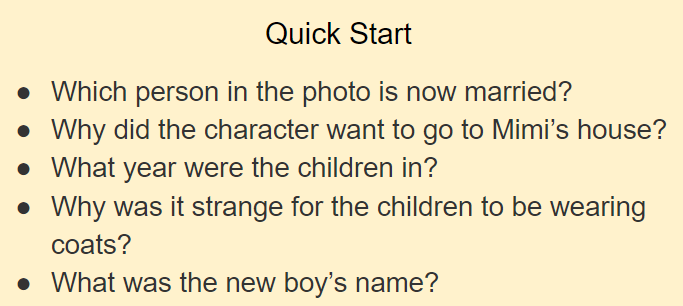 Quick Start
● Which person in the photo is now married?
● Why did the character want to go to Mimi’s house?
● What year were the children in?
● Why was it strange for the children to be wearing
coats?
● What was the new boy’s name?